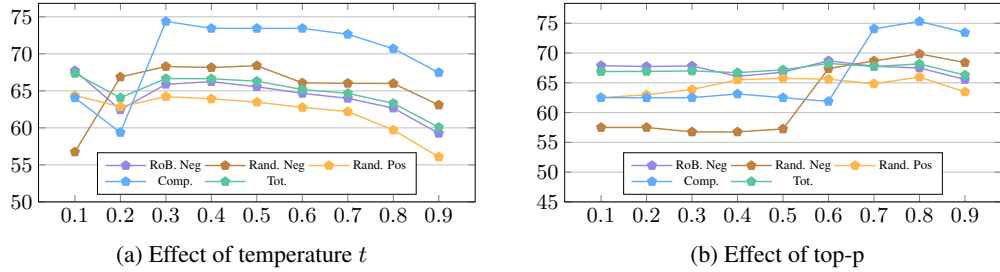 75
70
65
60
55
50
RoB. Neg Rand. Neg Rand. Pos
Comp. Tot.
0.1 0.2 0.3 0.4 0.5 0.6 0.7 0.8 0.9
(a) Effect of temperature t
75
70
65
60
55
50
45
RoB. Neg Rand. Neg Rand. Pos
Comp. Tot.
0.1 0.2 0.3 0.4 0.5 0.6 0.7 0.8 0.9
(b) Effect of top-p